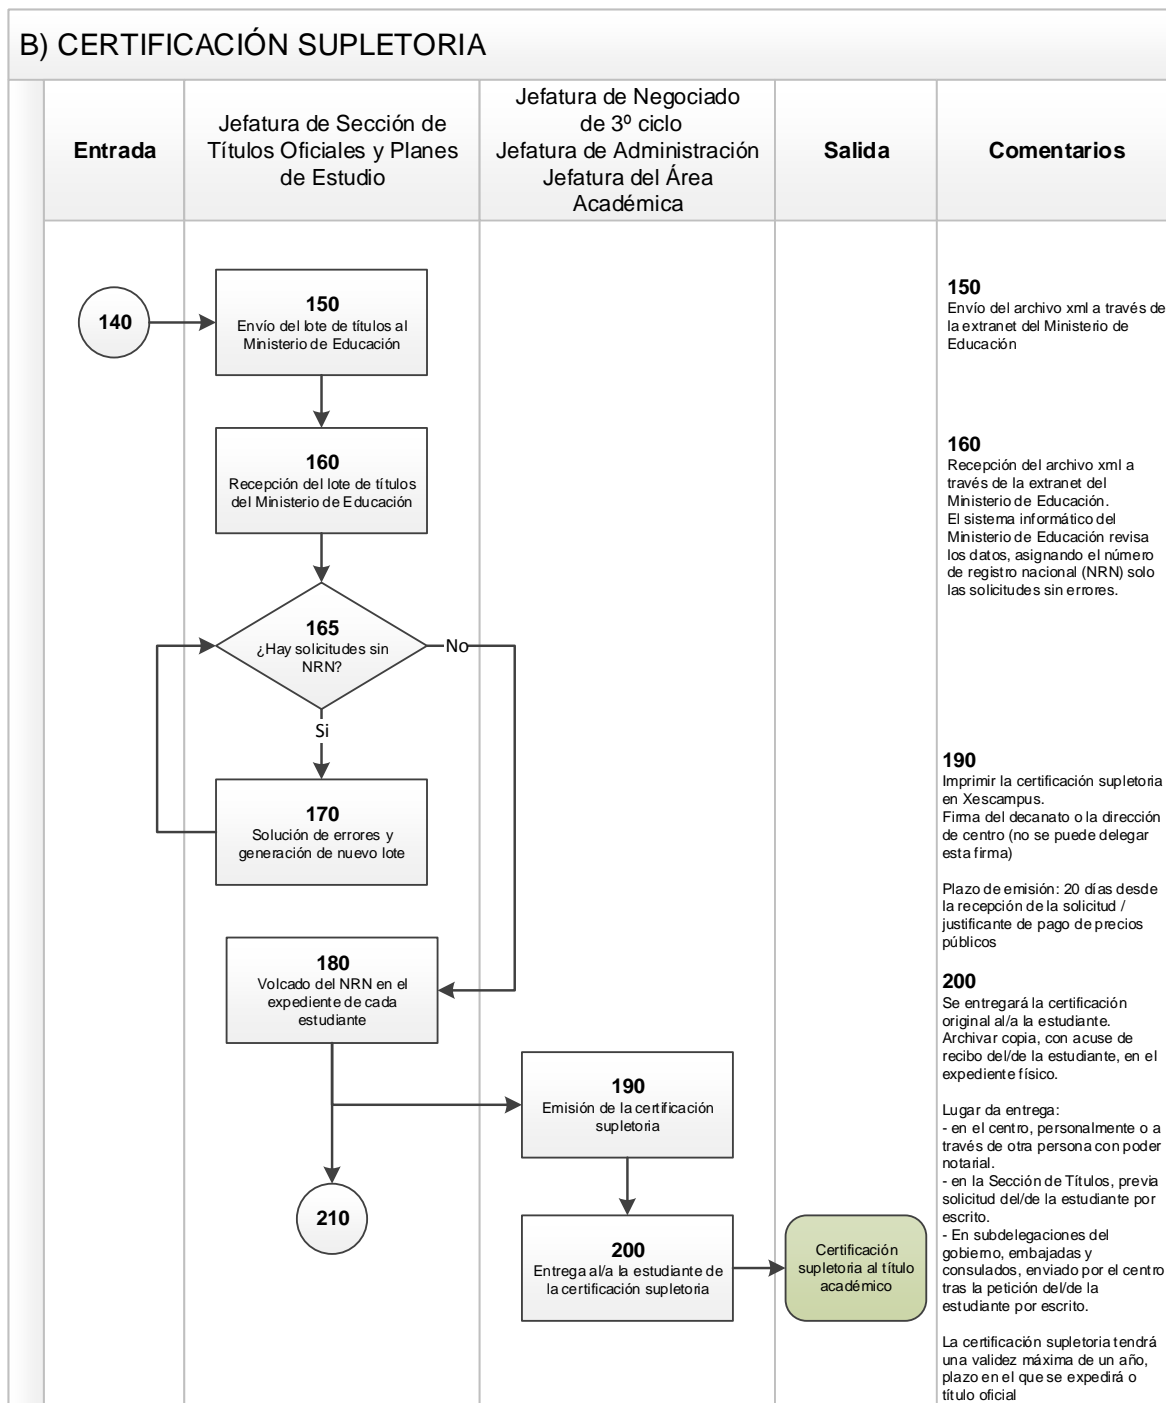 B) CERTIFICACIÓN SUPLETORIA
Entrada
Jefatura de Sección de
Títulos Oficiales y Planes
de Estudio
Jefatura de Negociado
de 3º ciclo
Jefatura de Administración
Jefatura del Área
Académica
Salida
Comentarios
140
150
Envío del lote de títulos al
Ministerio de Educación
160
Recepción del lote de títulos
del Ministerio de Educación
165
¿Hay solicitudes sin
NRN?
No
Si
170
Solución de errores y
generación de nuevo lote
180
Volcado del NRN en el
expediente de cada
estudiante
190
Emisión de la certificación
supletoria
210
200
Entrega al/a la estudiante de
la certificación supletoria
Certificación
supletoria al título
académico
150
Envío del archivo xml a través de
la extranet del Ministerio de
Educación
160
Recepción del archivo xml a
través de la extranet del
Ministerio de Educación.
El sistema informático del
Ministerio de Educación revisa
los datos, asignando el número
de registro nacional (NRN) solo
las solicitudes sin errores.
190
Imprimir la certificación supletoria
en Xescampus.
Firma del decanato o la dirección
de centro (no se puede delegar
esta firma)
Plazo de emisión: 20 días desde
la recepción de la solicitud /
justificante de pago de precios
públicos
200
Se entregará la certificación
original al/a la estudiante.
Archivar copia, con acuse de
recibo del/de la estudiante, en el
expediente físico.
Lugar da entrega:
- en el centro, personalmente o a
través de otra persona con poder
notarial.
- en la Sección de Títulos, previa
solicitud del/de la estudiante por
escrito.
- En subdelegaciones del
gobierno, embajadas y
consulados, enviado por el centro
tras la petición del/de la
estudiante por escrito.
La certificación supletoria tendrá
una validez máxima de un año,
plazo en el que se expedirá o
título oficial